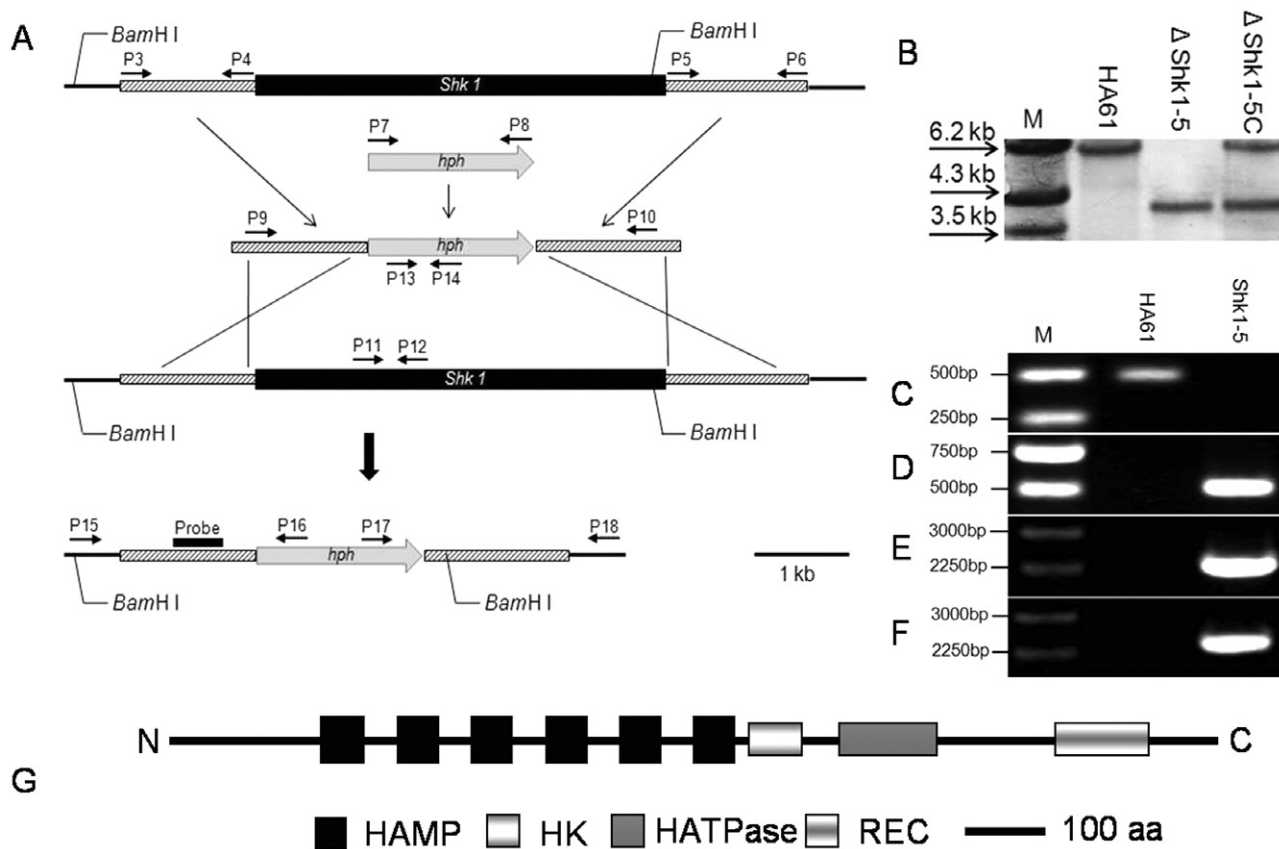 A
BamH I
BamH I
P3
P4
P5
P6
Shk 1
P7
P8
hph
P9
P10
hph
P13
P14
P11
P12
Shk 1
BamH I
BamH I
P15
Probe
P16
P17
P18
hph
BamH I
BamH I
1 kb
B
M
HA61
Δ Shk1-5
Δ Shk1-5C
6.2 kb
4.3 kb
3.5 kb
M
HA61
Shk1-5
C
500bp
250bp
D
750bp
500bp
E
3000bp
2250bp
F
3000bp
2250bp
N
C
G
HAMP
HK
HATPase
REC
100 aa